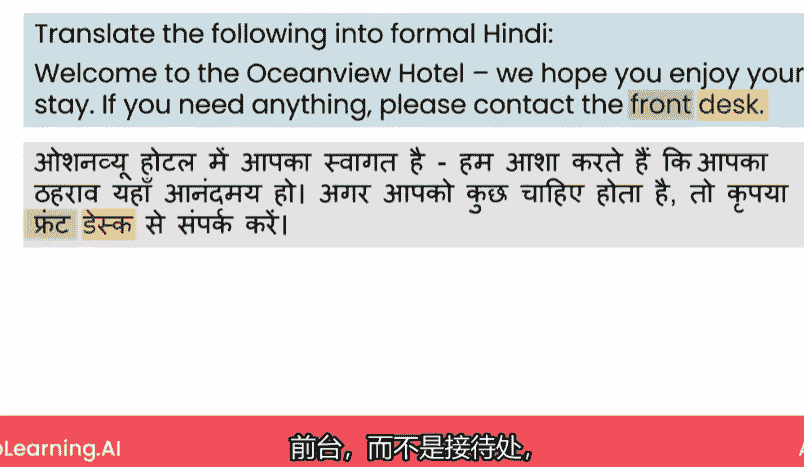 Translate the following into formal Hindi:
Welcome to the Oceanview Hotel – we hope you enjoy your
stay. If you need anything, please contact the front desk.
ओशनव्यू होटल में आपका स्वागत है - हम आशा करते हैं कि आपका
ठहराव यहाँ आनंदमय हो। अगर आपको कुछ चाहिए होता है, तो कृपया
फ्रंट डेस्क से संपर्क करें।
Learning.AI
前台，而不是接待处，